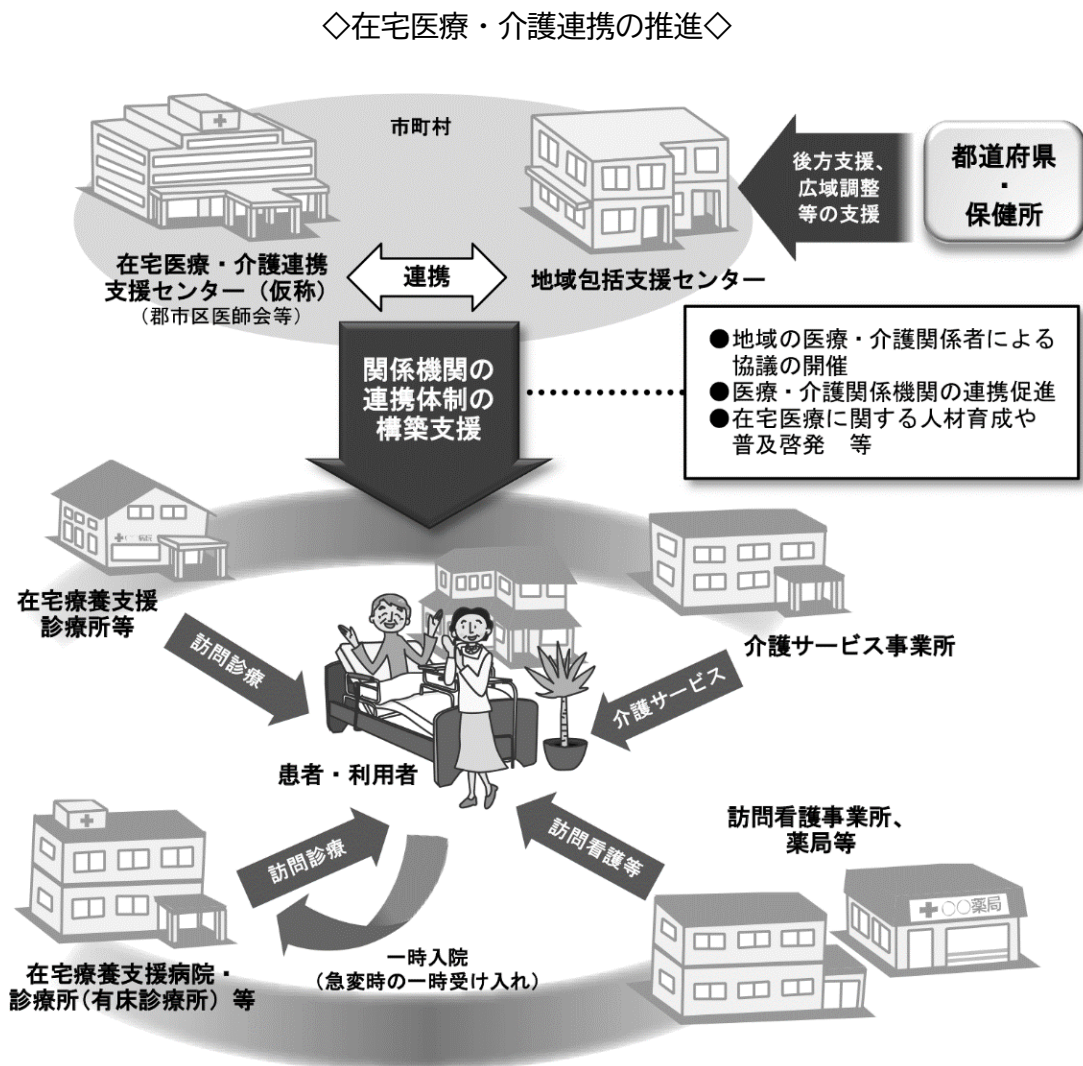 ◇在宅医療・介護連携の推進◇
市町村
在宅医療・介護連携
支援センター（仮称）
（郡市区医師会等）
連携
地域包括支援センター
後方支援、
広域調整
等の支援
都道府県
・
保健所
関係機関の
連携体制の
構築支援
●地域の医療・介護関係者による
協議の開催
●医療・介護関係機関の連携促進
●在宅医療に関する人材育成や
普及啓発　等
在宅療養支援
診療所等
訪問診療
介護サービス事業所
介護サービス
患者・利用者
訪問看護事業所、
薬局等
訪問診療
訪問看護等
○○薬局
一時入院
（急変時の一時受け入れ）
在宅療養支援病院・
診療所(有床診療所）等